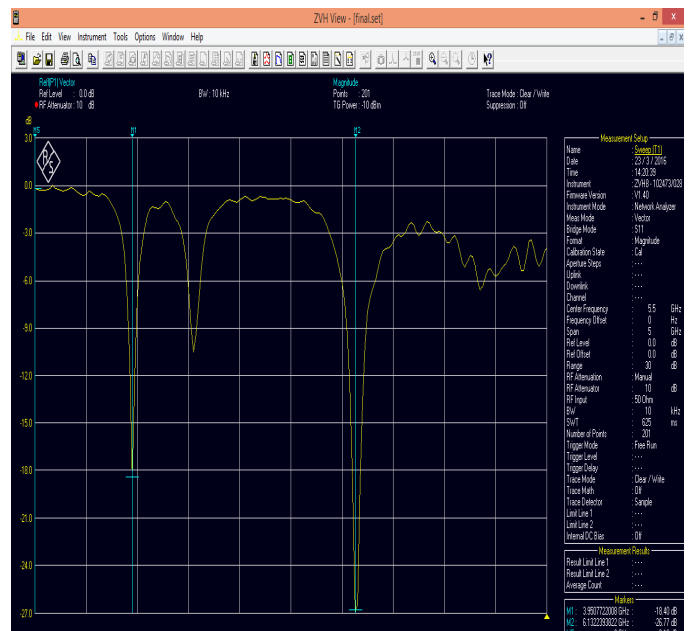 ZVH View - [final.set]
File Edit View Instrument Tools Options Window Help
Refl(P1) Vector
Magnitude
Ref Level : 0.0 dB
BW : 10 kHz
Points : 201
Trace Mode : Clear / Write
RF Attenuator : 10 dB
TG Power : -10 dBm
Suppression : Off
dB
M5 M1 M2
3.0
0.0
-3.0
-6.0
-9.0
-12.0
-15.0
-18.0
-21.0
-24.0
-27.0
R S
Measurement Setup
Name : Sweep (T1)
Date : 23 / 3 / 2016
Time : 14:20:39
Instrument : ZVH8 - 102473/028
Firmware Version : V1.40
Instrument Mode : Network Analyzer
Meas Mode : Vector
Bridge Mode : S11
Format : Magnitude
Calibration State : Cal
Aperture Steps : ---
Uplink : ---
Downlink : ---
Channel : ---
Center Frequency : 5.5 GHz
Frequency Offset : 0 Hz
Span : 5 GHz
Ref Level : 0.0 dB
Ref Offset : 0.0 dB
Range : 30 dB
RF Attenuation : Manual
RF Attenuator : 10 dB
RF Input : 50 Ohm
BW : 10 kHz
SWT : 625 ms
Number of Points : 201
Trigger Mode : Free Run
Trigger Level : ---
Trigger Delay : ---
Trace Mode : Clear / Write
Trace Math : Off
Trace Detector : Sample
Limit Line 1 : ---
Limit Line 2 : ---
Internal DC Bias : Off
Measurement Results
Result Limit Line 1 : ---
Result Limit Line 2 : ---
Average Count : ---
Markers
M1 : 3.9507722008 GHz : -18.40 dB
M2 : 6.1322393822 GHz : -26.77 dB